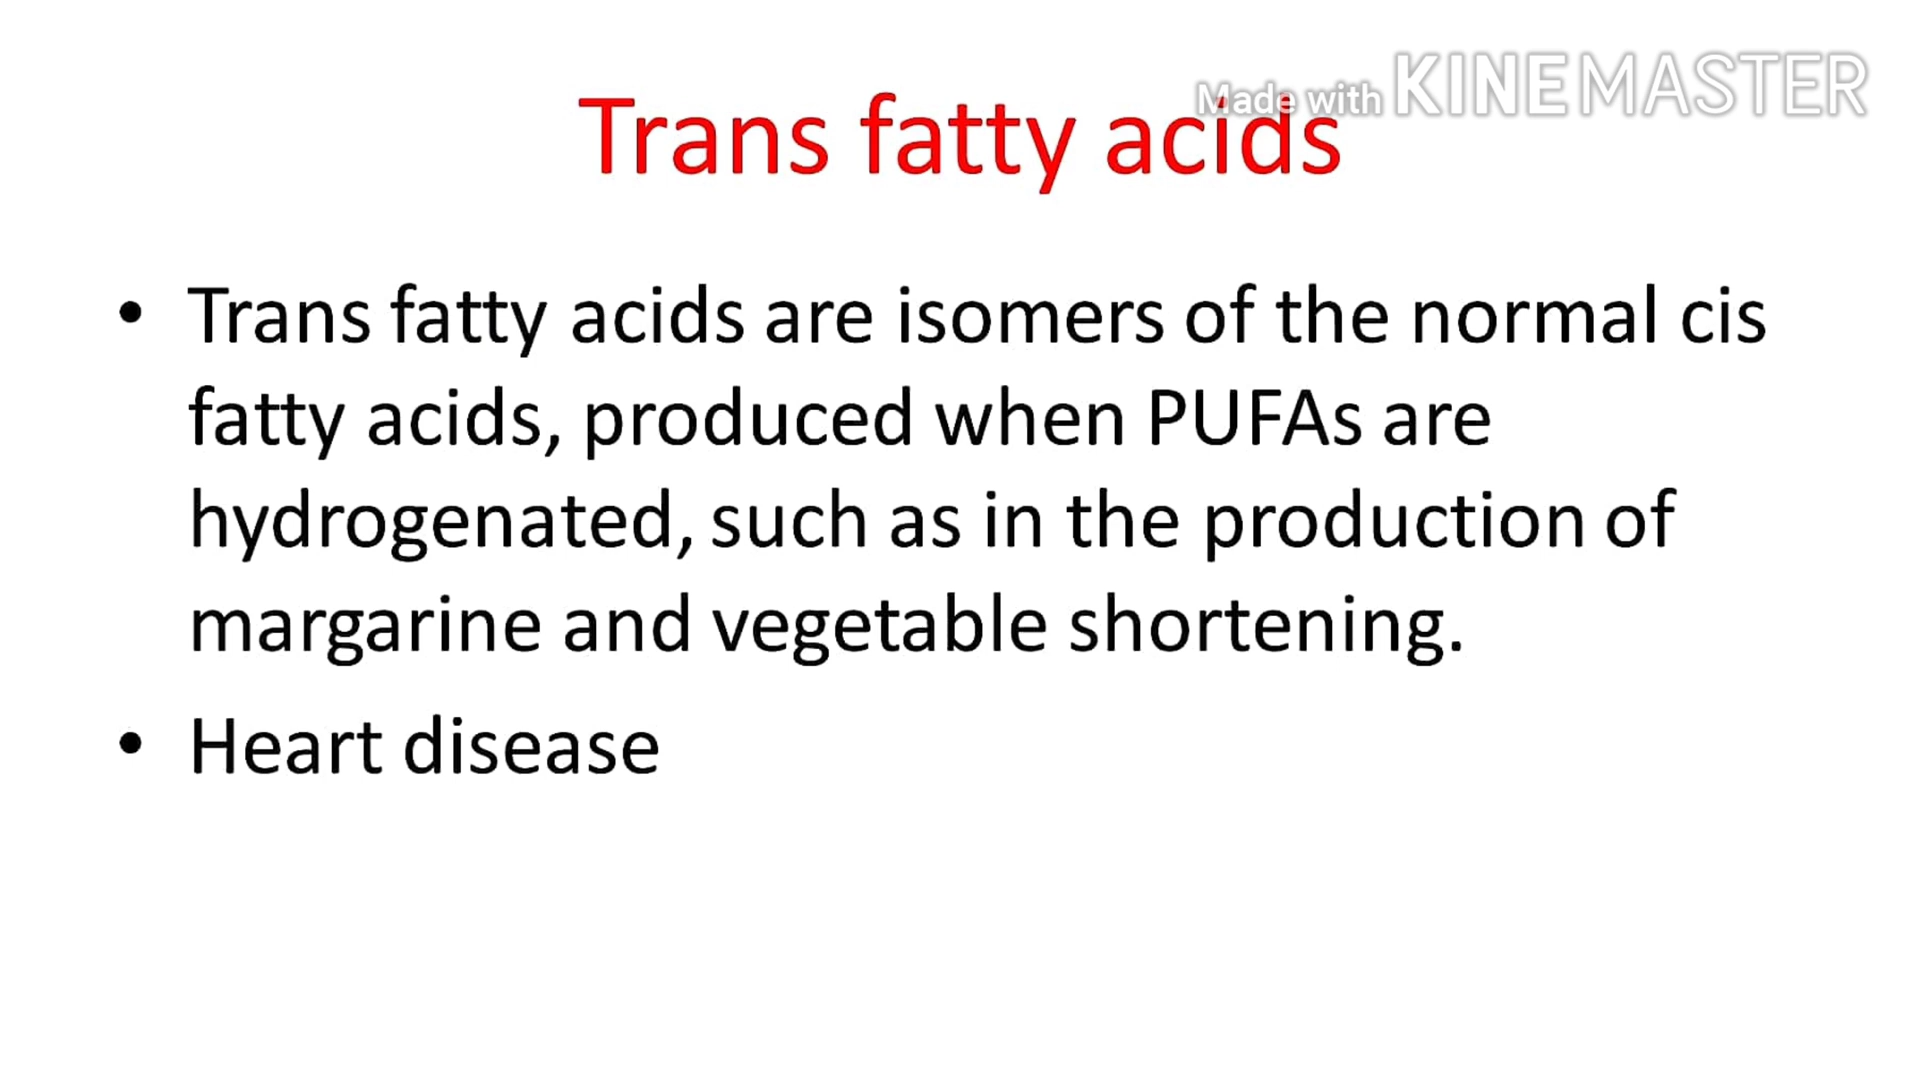 Made with KINEMASTER
Trans fatty acids
• Trans fatty acids are isomers of the normal cis
fatty acids, produced when PUFAs are
hydrogenated, such as in the production of
margarine and vegetable shortening.
• Heart disease